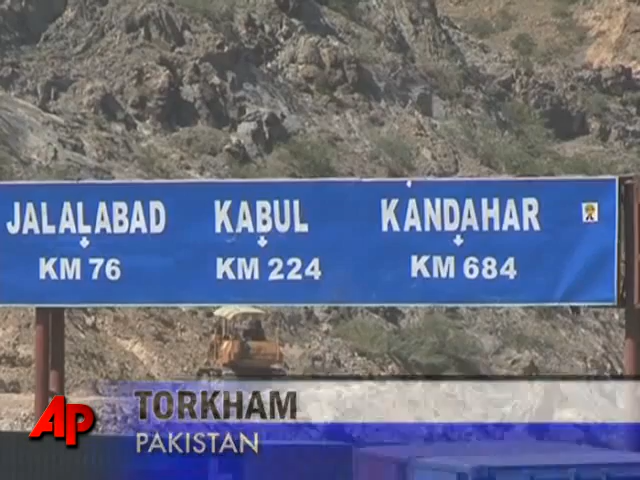 JALALABAD KABUL KANDAHAR
KM 76 KM 224 KM 684
AP TORKHAM
PAKISTAN